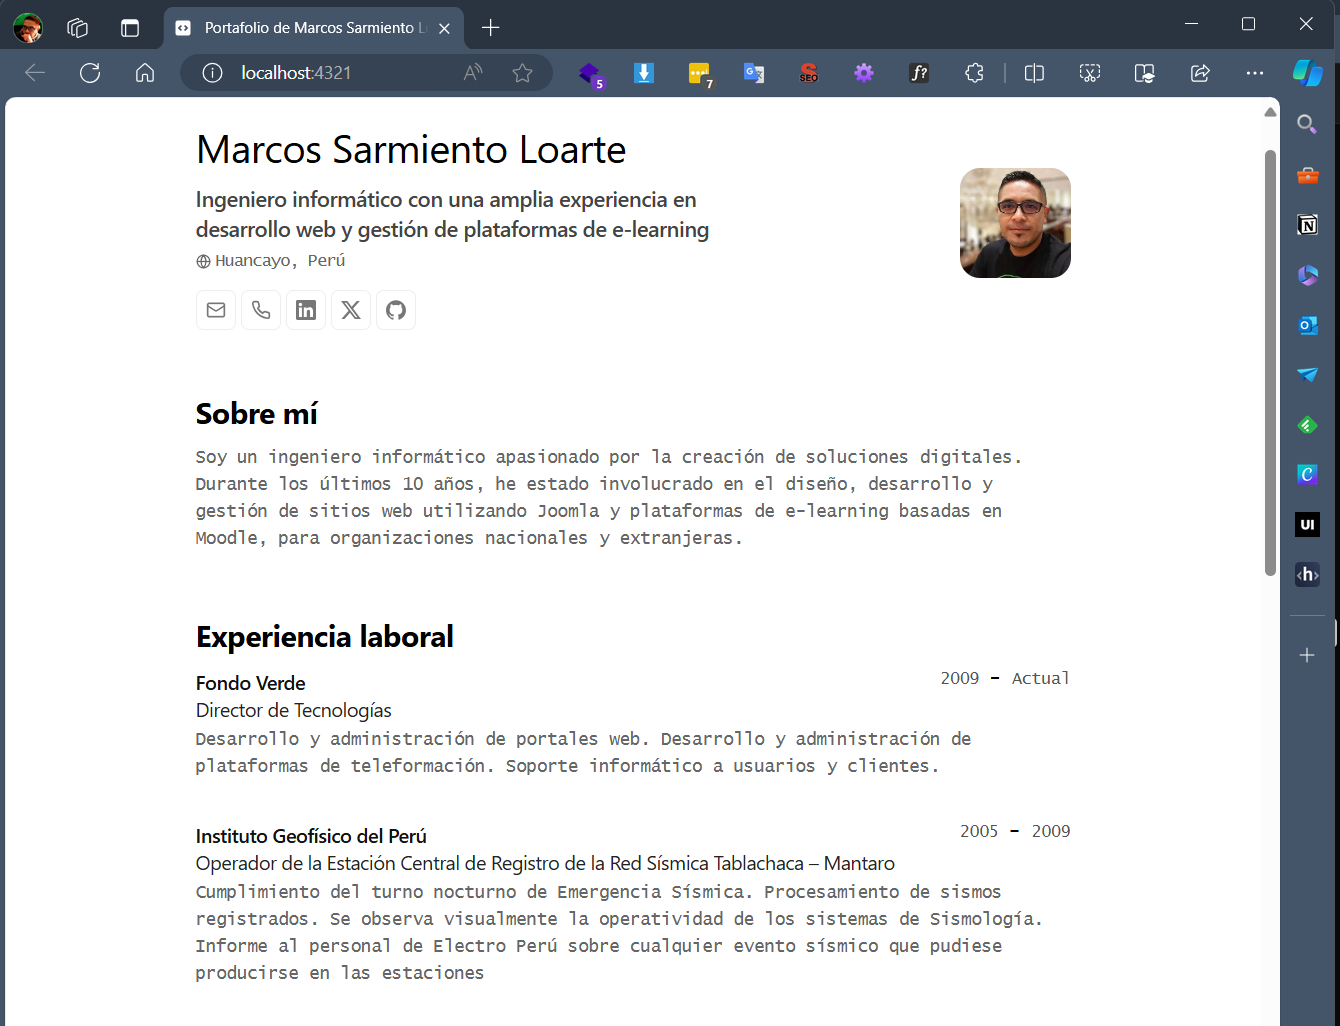 Portafolio de Marcos Sarmiento L
localhost:4321
5
7
SEO
f?
Marcos Sarmiento Loarte
Ingeniero informático con una amplia experiencia en
desarrollo web y gestión de plataformas de e-learning
Huancayo, Perú
Sobre mí
Soy un ingeniero informático apasionado por la creación de soluciones digitales.
Durante los últimos 10 años, he estado involucrado en el diseño, desarrollo y
gestión de sitios web utilizando Joomla y plataformas de e-learning basadas en
Moodle, para organizaciones nacionales y extranjeras.
Experiencia laboral
Fondo Verde
2009 - Actual
Director de Tecnologías
Desarrollo y administración de portales web. Desarrollo y administración de
plataformas de teleformación. Soporte informático a usuarios y clientes.
Instituto Geofísico del Perú
2005 - 2009
Operador de la Estación Central de Registro de la Red Sísmica Tablachaca – Mantaro
Cumplimiento del turno nocturno de Emergencia Sísmica. Procesamiento de sismos
registrados. Se observa visualmente la operatividad de los sistemas de Sismología.
Informe al personal de Electro Perú sobre cualquier evento sísmico que pudiese
producirse en las estaciones
UI
‹h›